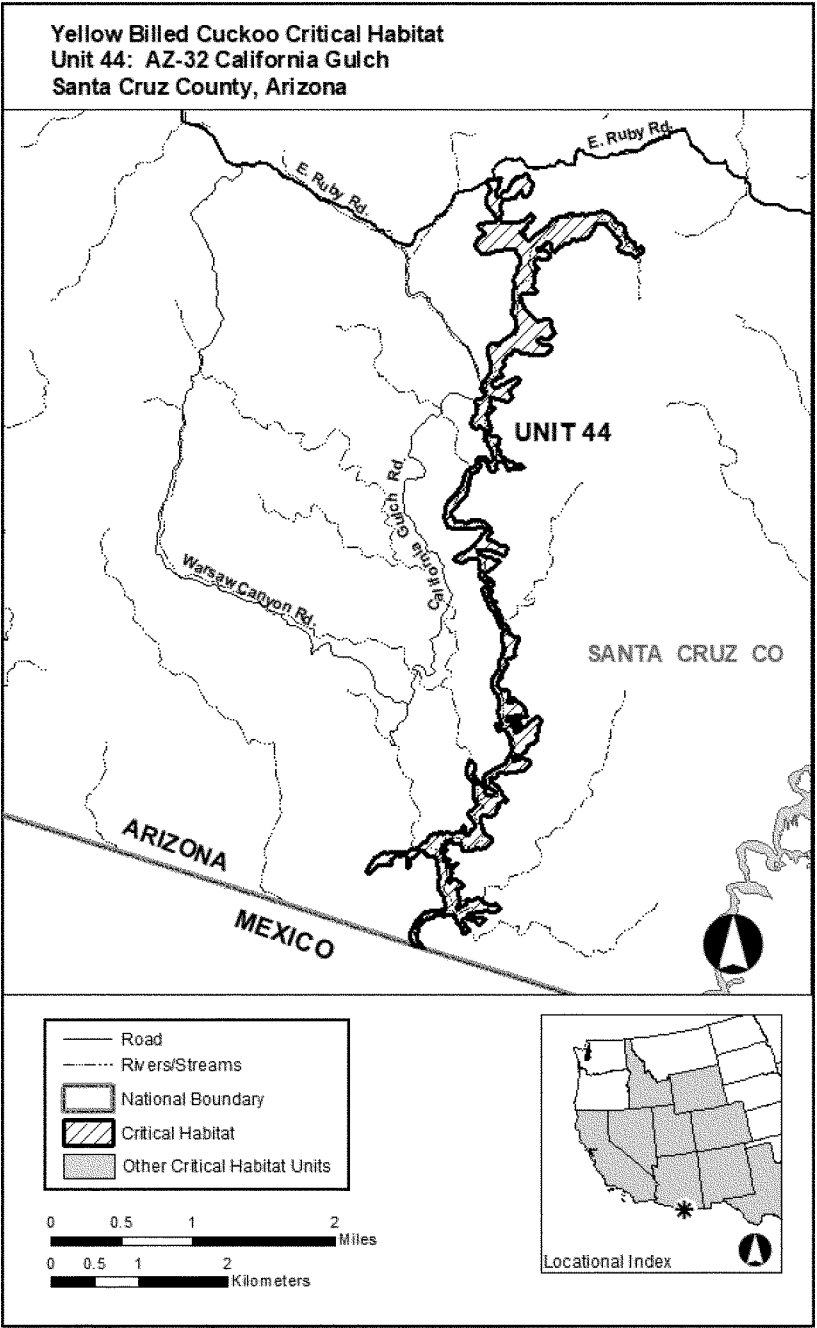 Yellow Billed Cuckoo Critical Habitat
Unit 44: AZ-32 California Gulch
Santa Cruz County, Arizona
E. Ruby Rd.
E. Ruby Rd.
UNIT 44
California Gulch Rd.
Warsaw Canyon Rd.
SANTA CRUZ CO
ARIZONA
MEXICO
Road
Rivers/Streams
National Boundary
Critical Habitat
Other Critical Habitat Units
0 0.5 1 2
Miles
0 0.5 1 2
Kilometers
Locational Index